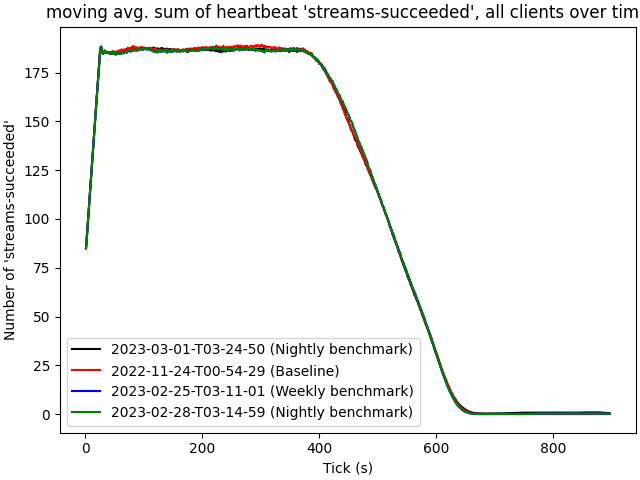 moving avg. sum of heartbeat 'streams-succeeded', all clients over tim
Number of 'streams-succeeded'
175
150
125
100
75
50
25
0
2023-03-01-T03-24-50 (Nightly benchmark)
2022-11-24-T00-54-29 (Baseline)
2023-02-25-T03-11-01 (Weekly benchmark)
2023-02-28-T03-14-59 (Nightly benchmark)
0 200 400 600 800
Tick (s)